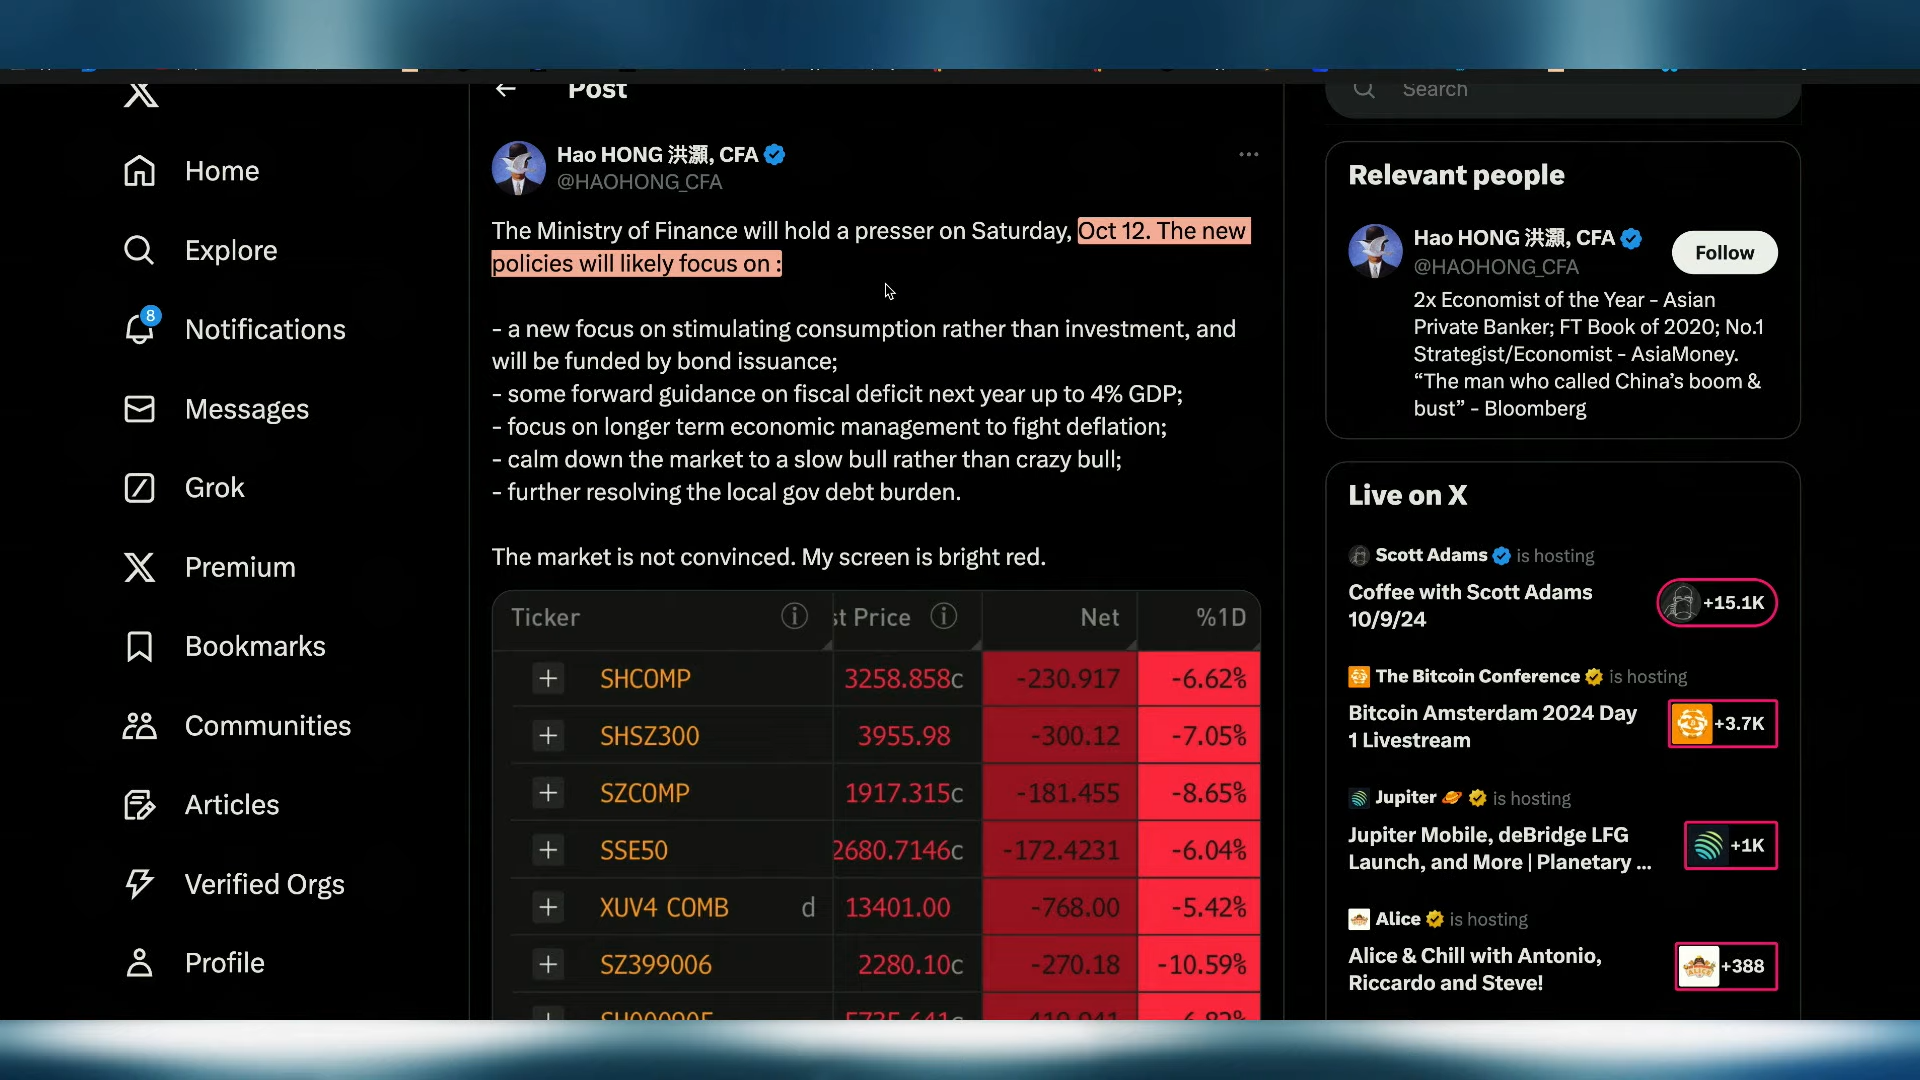 Home
Explore
8
Notifications
Messages
Grok
Premium
Bookmarks
Communities
Articles
Verified Orgs
Profile
Post
Hao HONG 洪灝, CFA
@HAOHONG_CFA
The Ministry of Finance will hold a presser on Saturday, Oct 12. The new
policies will likely focus on :
- a new focus on stimulating consumption rather than investment, and
will be funded by bond issuance;
- some forward guidance on fiscal deficit next year up to 4% GDP;
- focus on longer term economic management to fight deflation;
- calm down the market to a slow bull rather than crazy bull;
- further resolving the local gov debt burden.
The market is not convinced. My screen is bright red.
Ticker st Price Net %1D
SHCOMP 3258.858c -230.917 -6.62%
SHSZ300 3955.98 -300.12 -7.05%
SZCOMP 1917.315c -181.455 -8.65%
SSE50 2680.7146c -172.4231 -6.04%
XUV4 COMB d 13401.00 -768.00 -5.42%
SZ399006 2280.10c -270.18 -10.59%
Search
Relevant people
Hao HONG 洪灝, CFA
@HAOHONG_CFA
Follow
2x Economist of the Year - Asian
Private Banker; FT Book of 2020; No.1
Strategist/Economist - AsiaMoney.
“The man who called China’s boom &
bust” - Bloomberg
Live on X
Scott Adams is hosting
Coffee with Scott Adams
10/9/24
+15.1K
The Bitcoin Conference is hosting
Bitcoin Amsterdam 2024 Day
1 Livestream
+3.7K
Jupiter is hosting
Jupiter Mobile, deBridge LFG
Launch, and More | Planetary ...
+1K
Alice is hosting
Alice & Chill with Antonio,
Riccardo and Steve!
+388